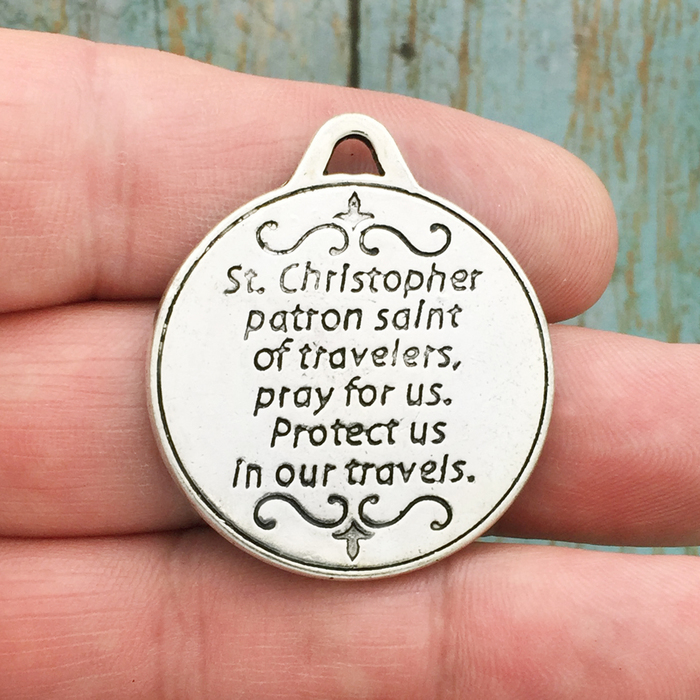 St. Christopher
patron saint
of travelers,
pray for us.
Protect us
in our travels.